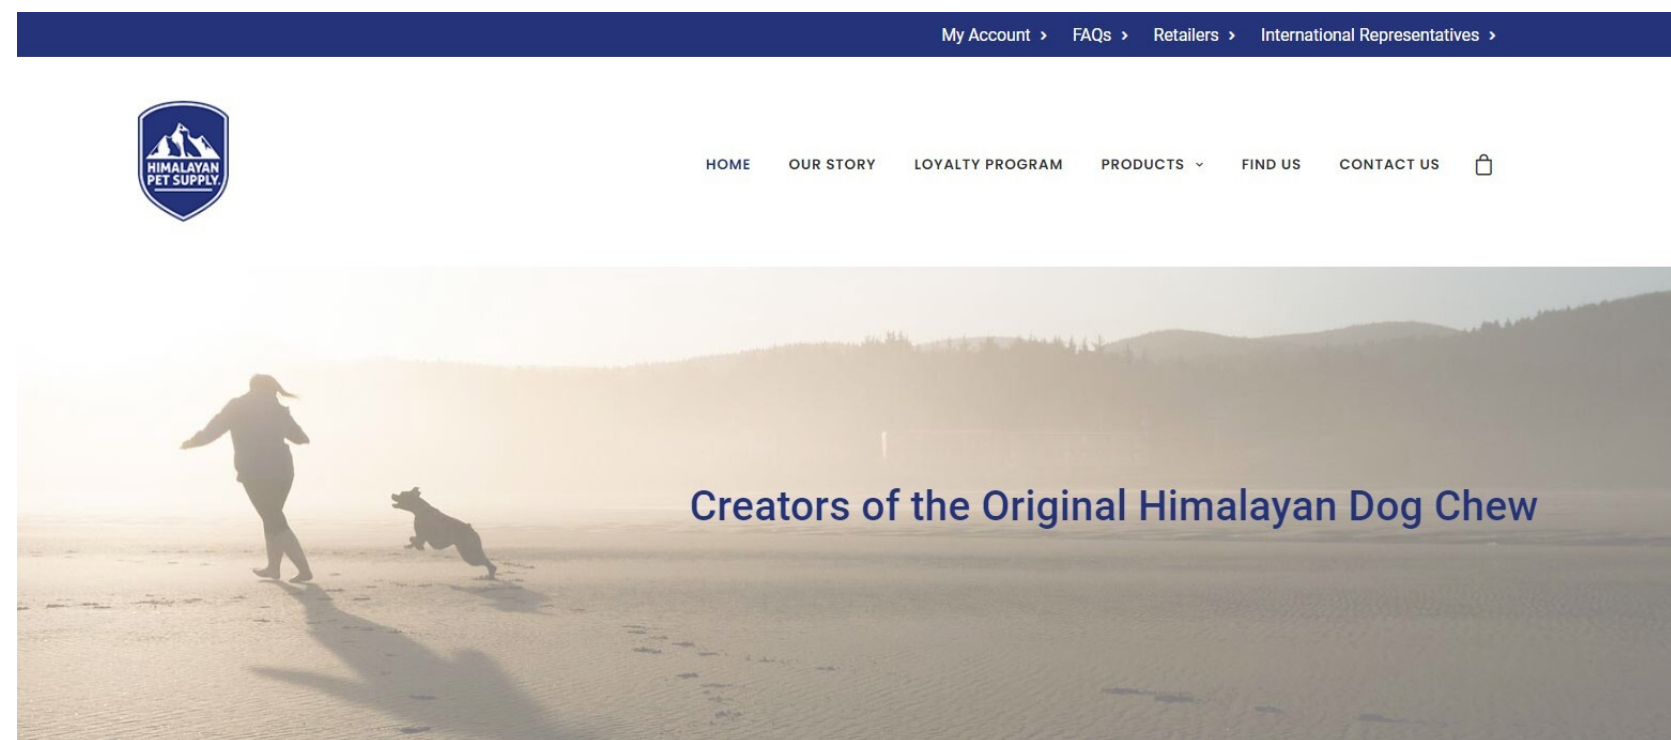 My Account FAQs Retailers International Representatives
HIMALAYAN
PET SUPPLY.
HOME OUR STORY LOYALTY PROGRAM PRODUCTS FIND US CONTACT US
Creators of the Original Himalayan Dog Chew